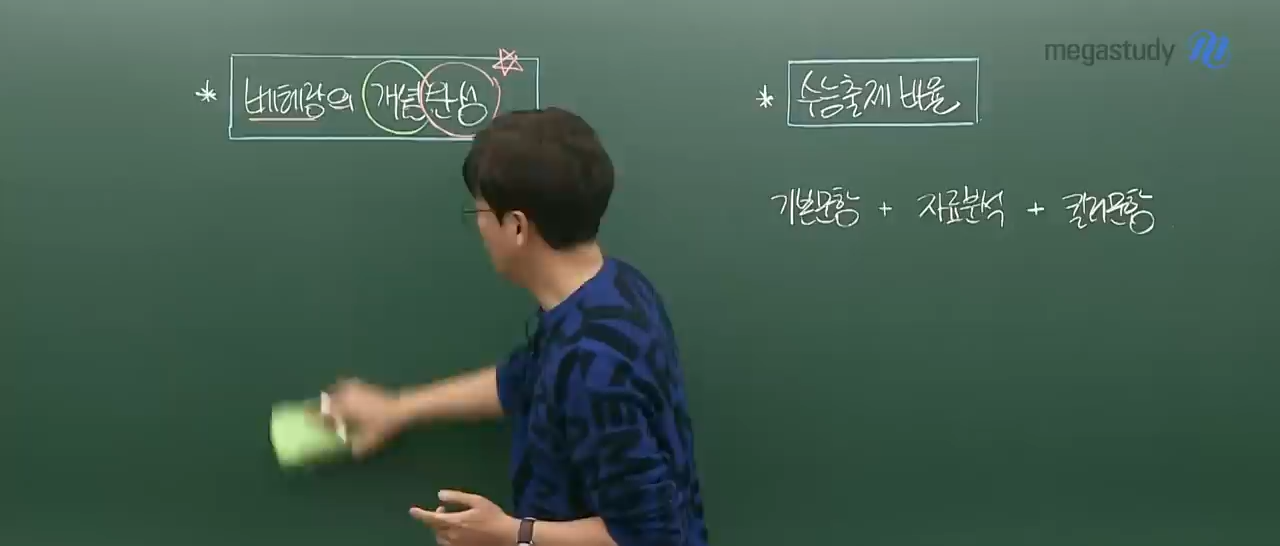 megastudy
* 베테랑의 개념완성
* 수능출제 비율
기본문항 + 자료분석 + 킬러문항